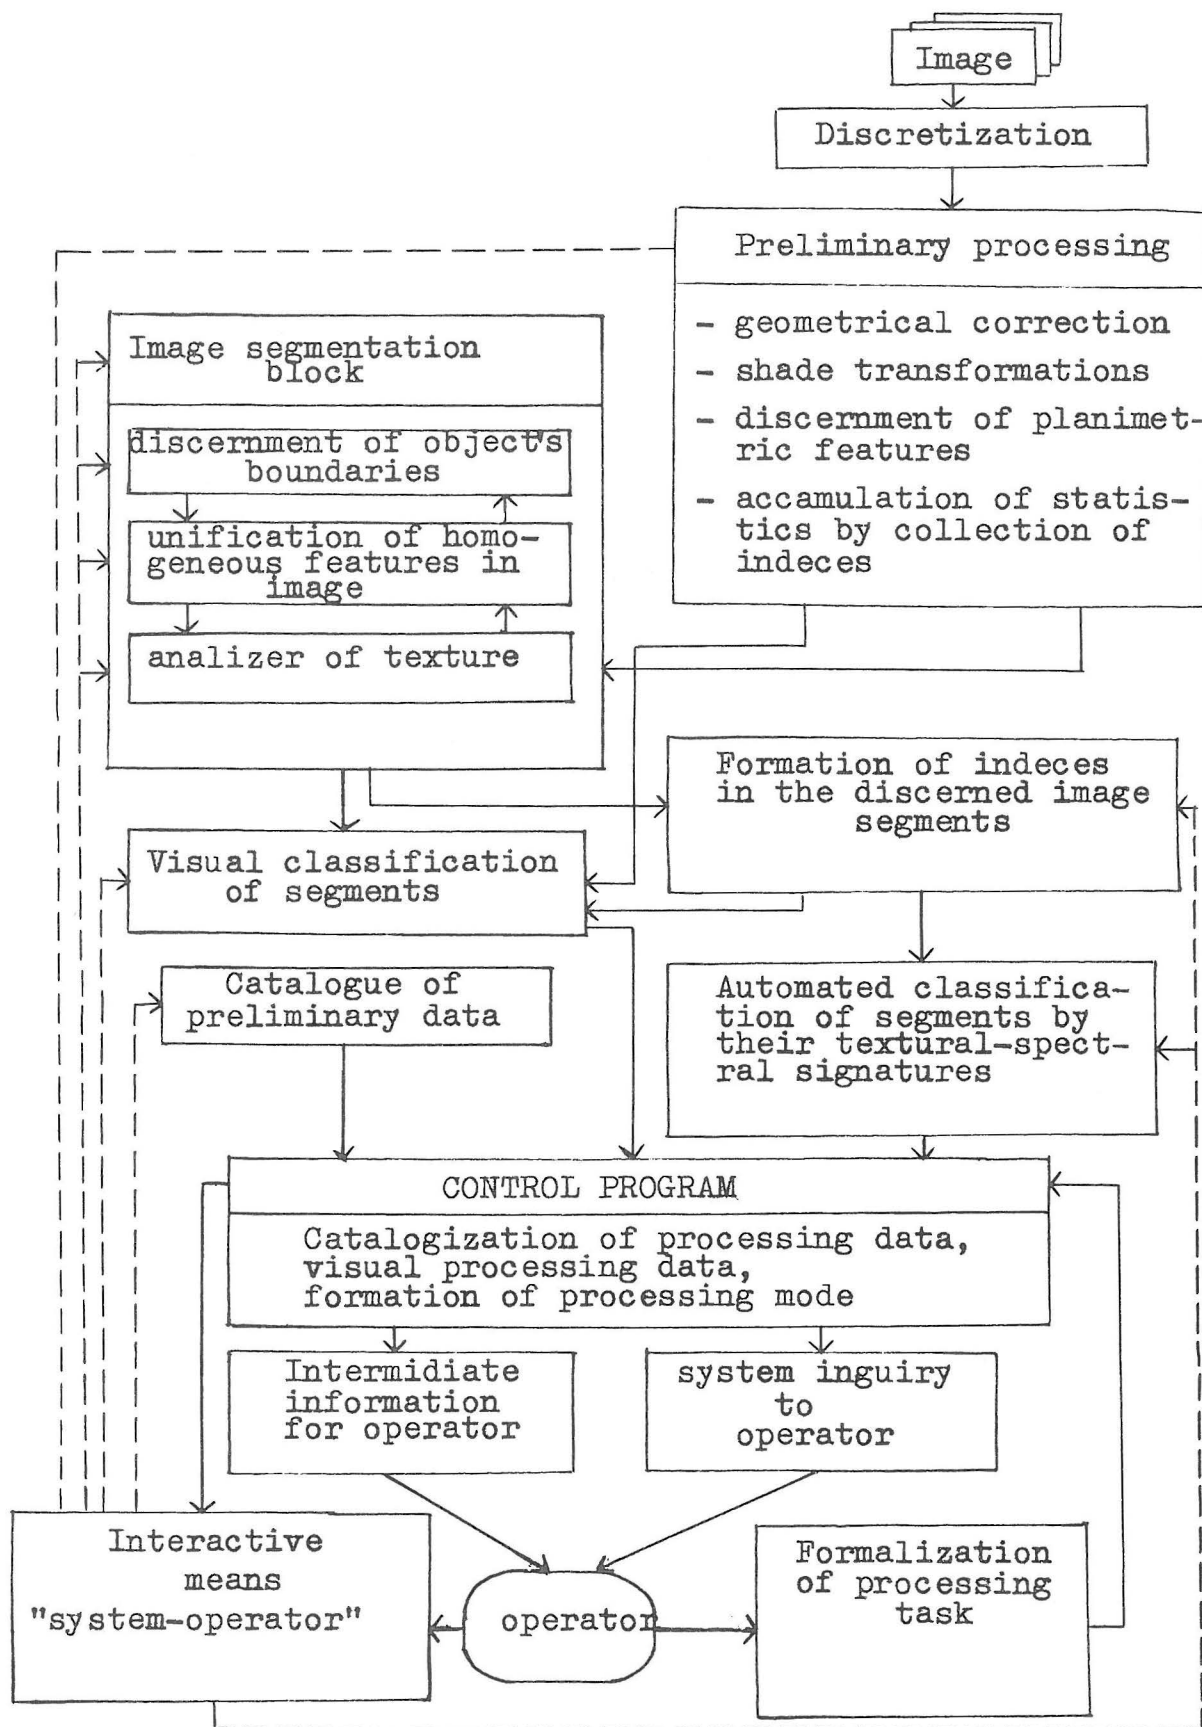 Image
Discretization
Preliminary processing
- geometrical correction
- shade transformations
- discernment of planimet-
ric features
- accamulation of statis-
tics by collection of
indeces
Image segmentation
block
discernment of object's
boundaries
unification of homo-
geneous features in
image
analizer of texture
Formation of indeces
in the discerned image
segments
Visual classification
of segments
Catalogue of
preliminary data
Automated classifica-
tion of segments by
their textural-spect-
ral signatures
CONTROL PROGRAM
Catalogization of processing data,
visual processing data,
formation of processing mode
Intermidiate
information
for operator
system inguiry
to
operator
Interactive
means
"system-operator"
operator
Formalization
of processing
task